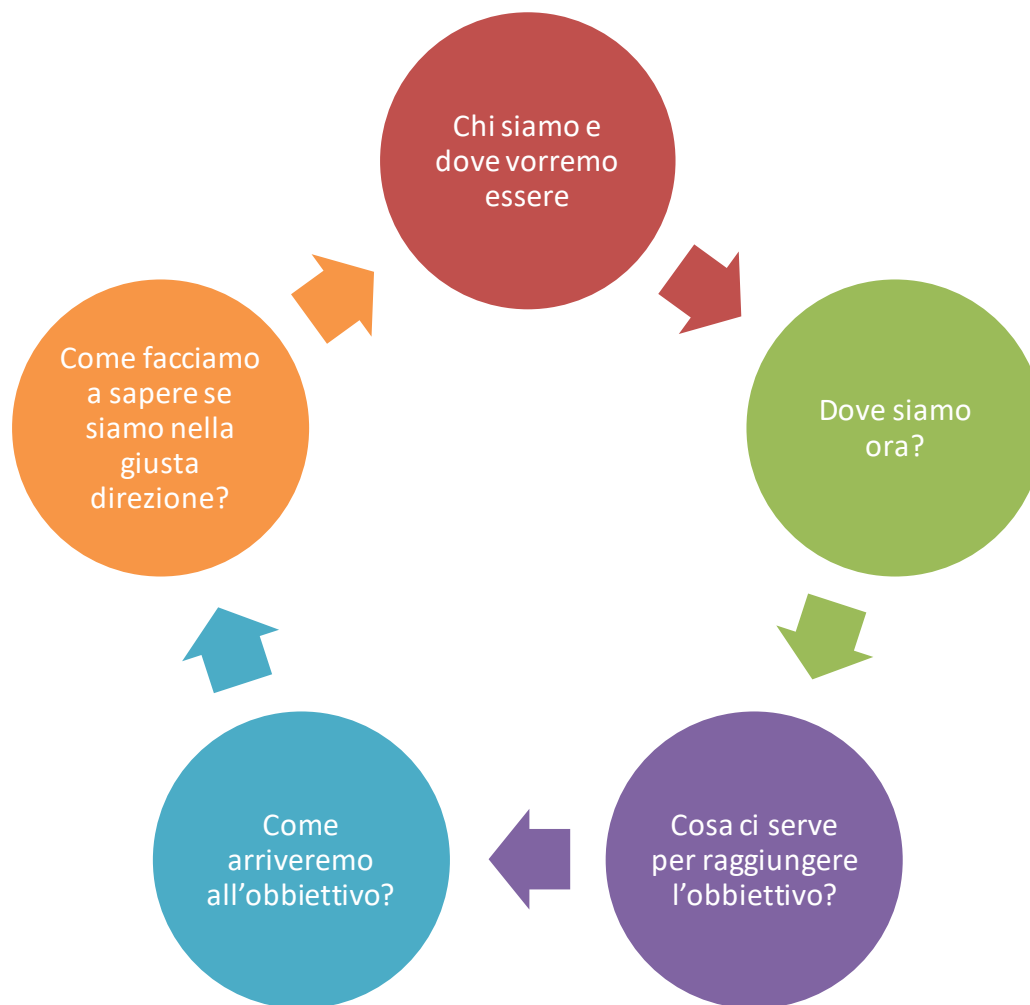 Chi siamo e
dove vorremo
essere
Dove siamo
ora?
Cosa ci serve
per raggiungere
l’obbiettivo?
Come
arriveremo
all’obbiettivo?
Come facciamo
a sapere se
siamo nella
giusta
direzione?